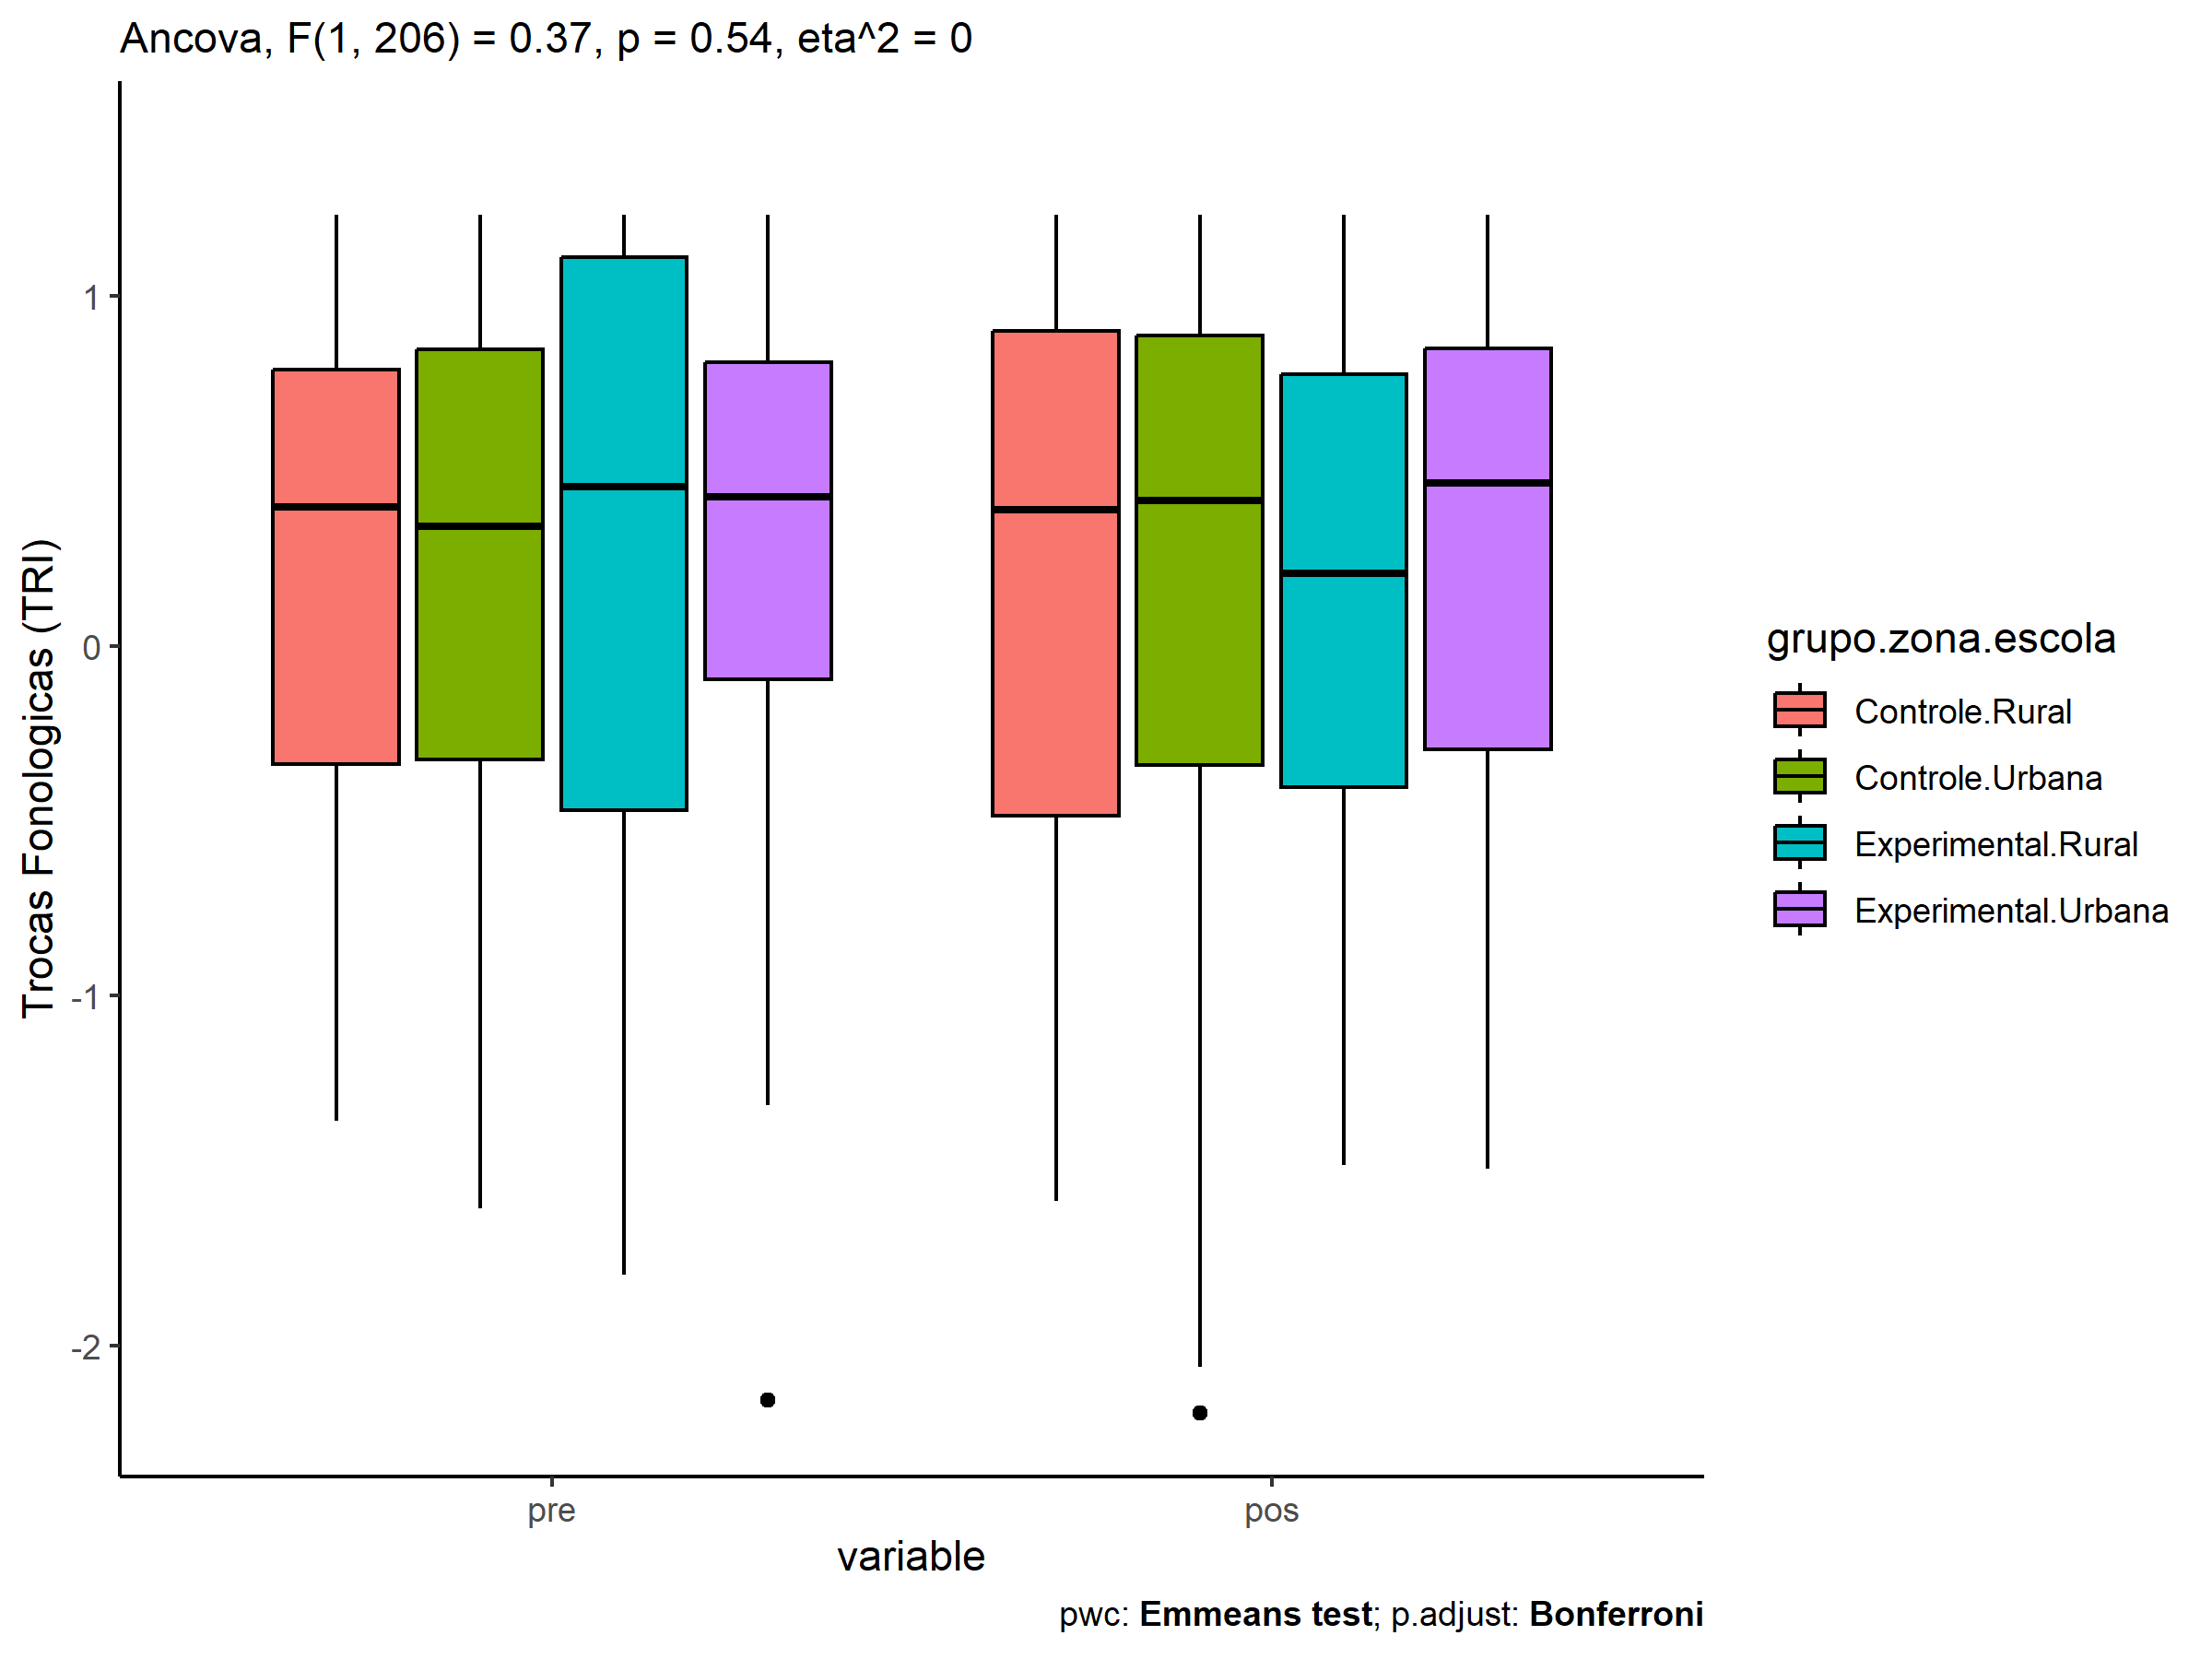 Ancova, F(1, 206) = 0.37, p = 0.54, eta^2 = 0
Trocas Fonologicas (TRI)
1
0
-1
-2
pre
pos
variable
pwc: Emmeans test; p.adjust: Bonferroni
grupo.zona.escola
Controle.Rural
Controle.Urbana
Experimental.Rural
Experimental.Urbana